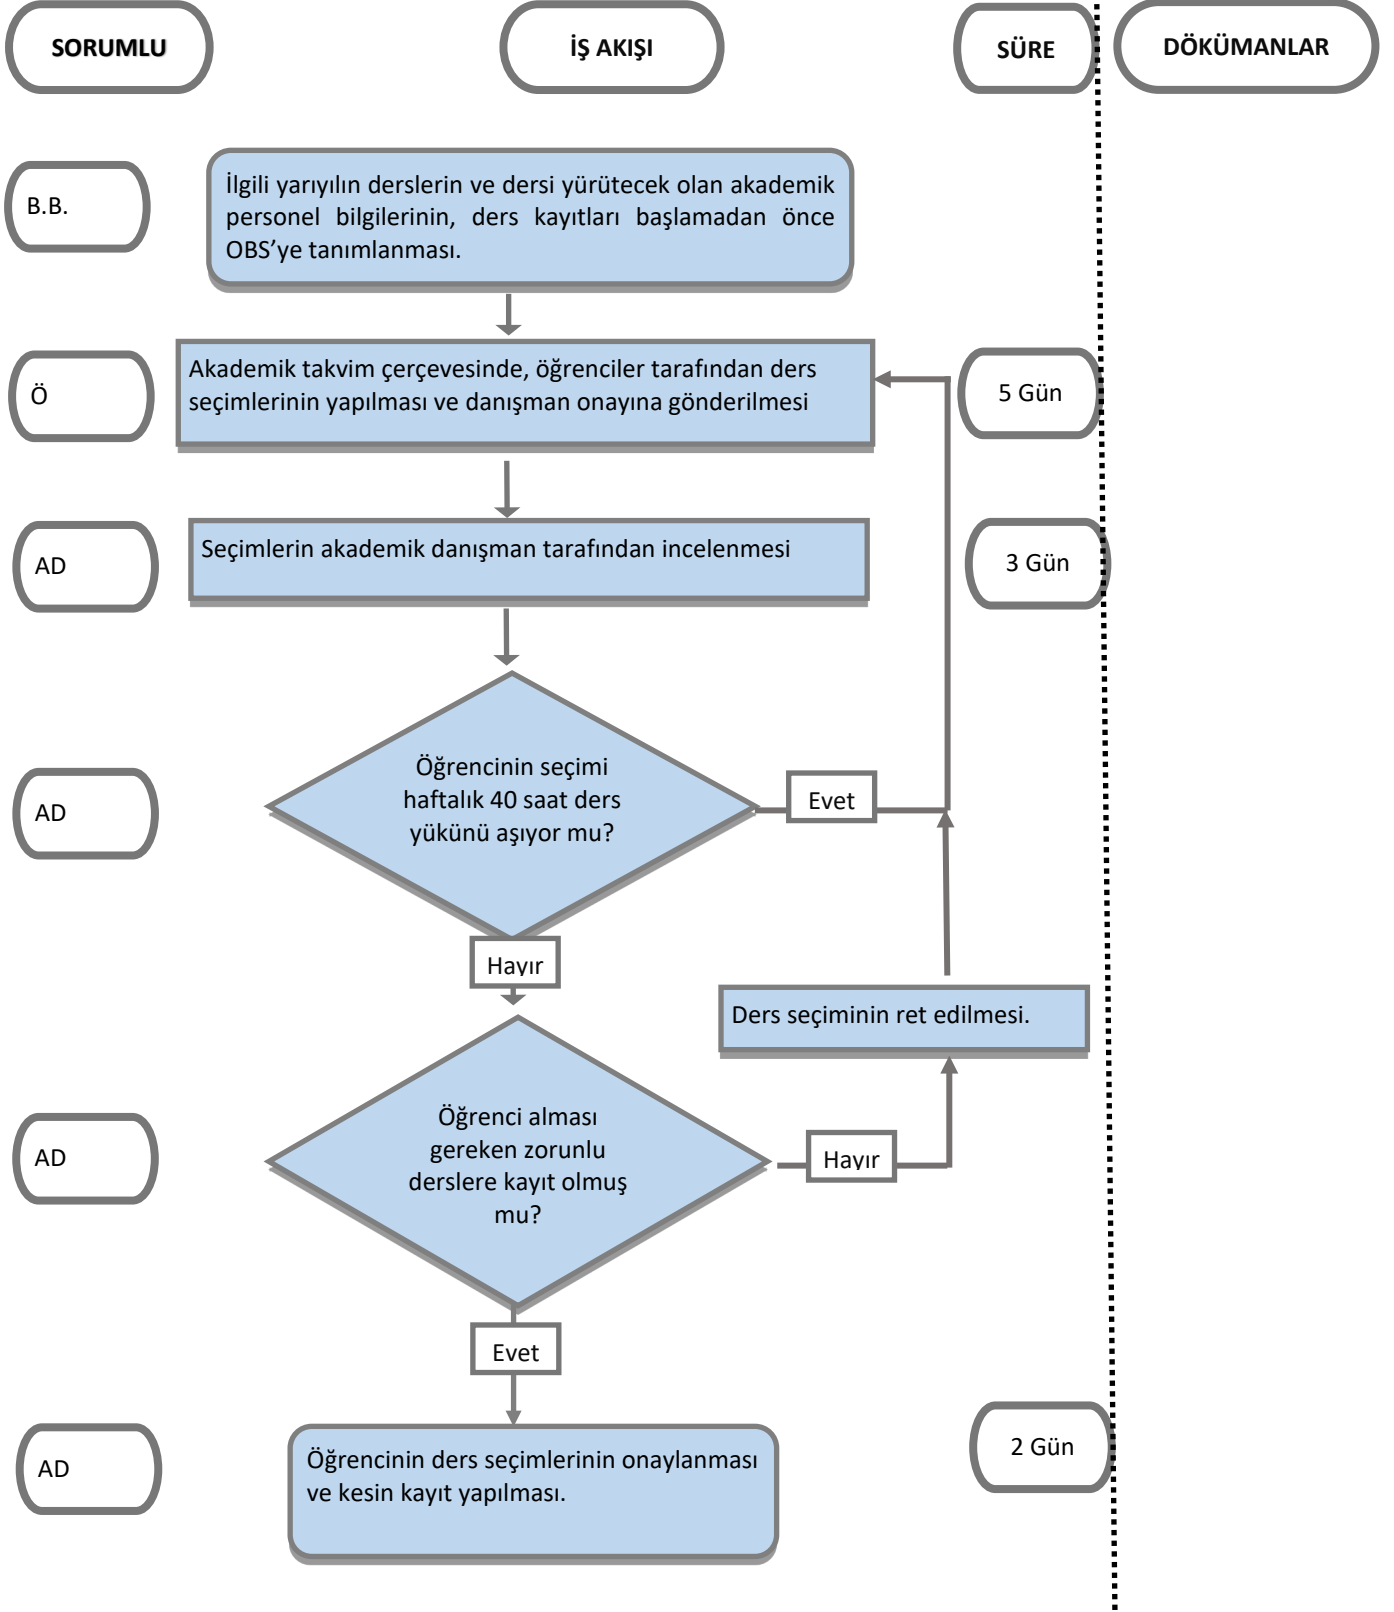 SORUMLU
İŞ AKIŞI
SÜRE
DÖKÜMANLAR
B.B.
İlgili yarıyılın derslerin ve dersi yürütecek olan akademik
personel bilgilerinin, ders kayıtları başlamadan önce
OBS’ye tanımlanması.
Ö
Akademik takvim çerçevesinde, öğrenciler tarafından ders
seçimlerinin yapılması ve danışman onayına gönderilmesi
5 Gün
AD
Seçimlerin akademik danışman tarafından incelenmesi
3 Gün
AD
Öğrencinin seçimi
haftalık 40 saat ders
yükünü aşıyor mu?
Evet
Hayır
Ders seçiminin ret edilmesi.
AD
Öğrenci alması
gereken zorunlu
derslere kayıt olmuş
mu?
Hayır
Evet
AD
Öğrencinin ders seçimlerinin onaylanması
ve kesin kayıt yapılması.
2 Gün